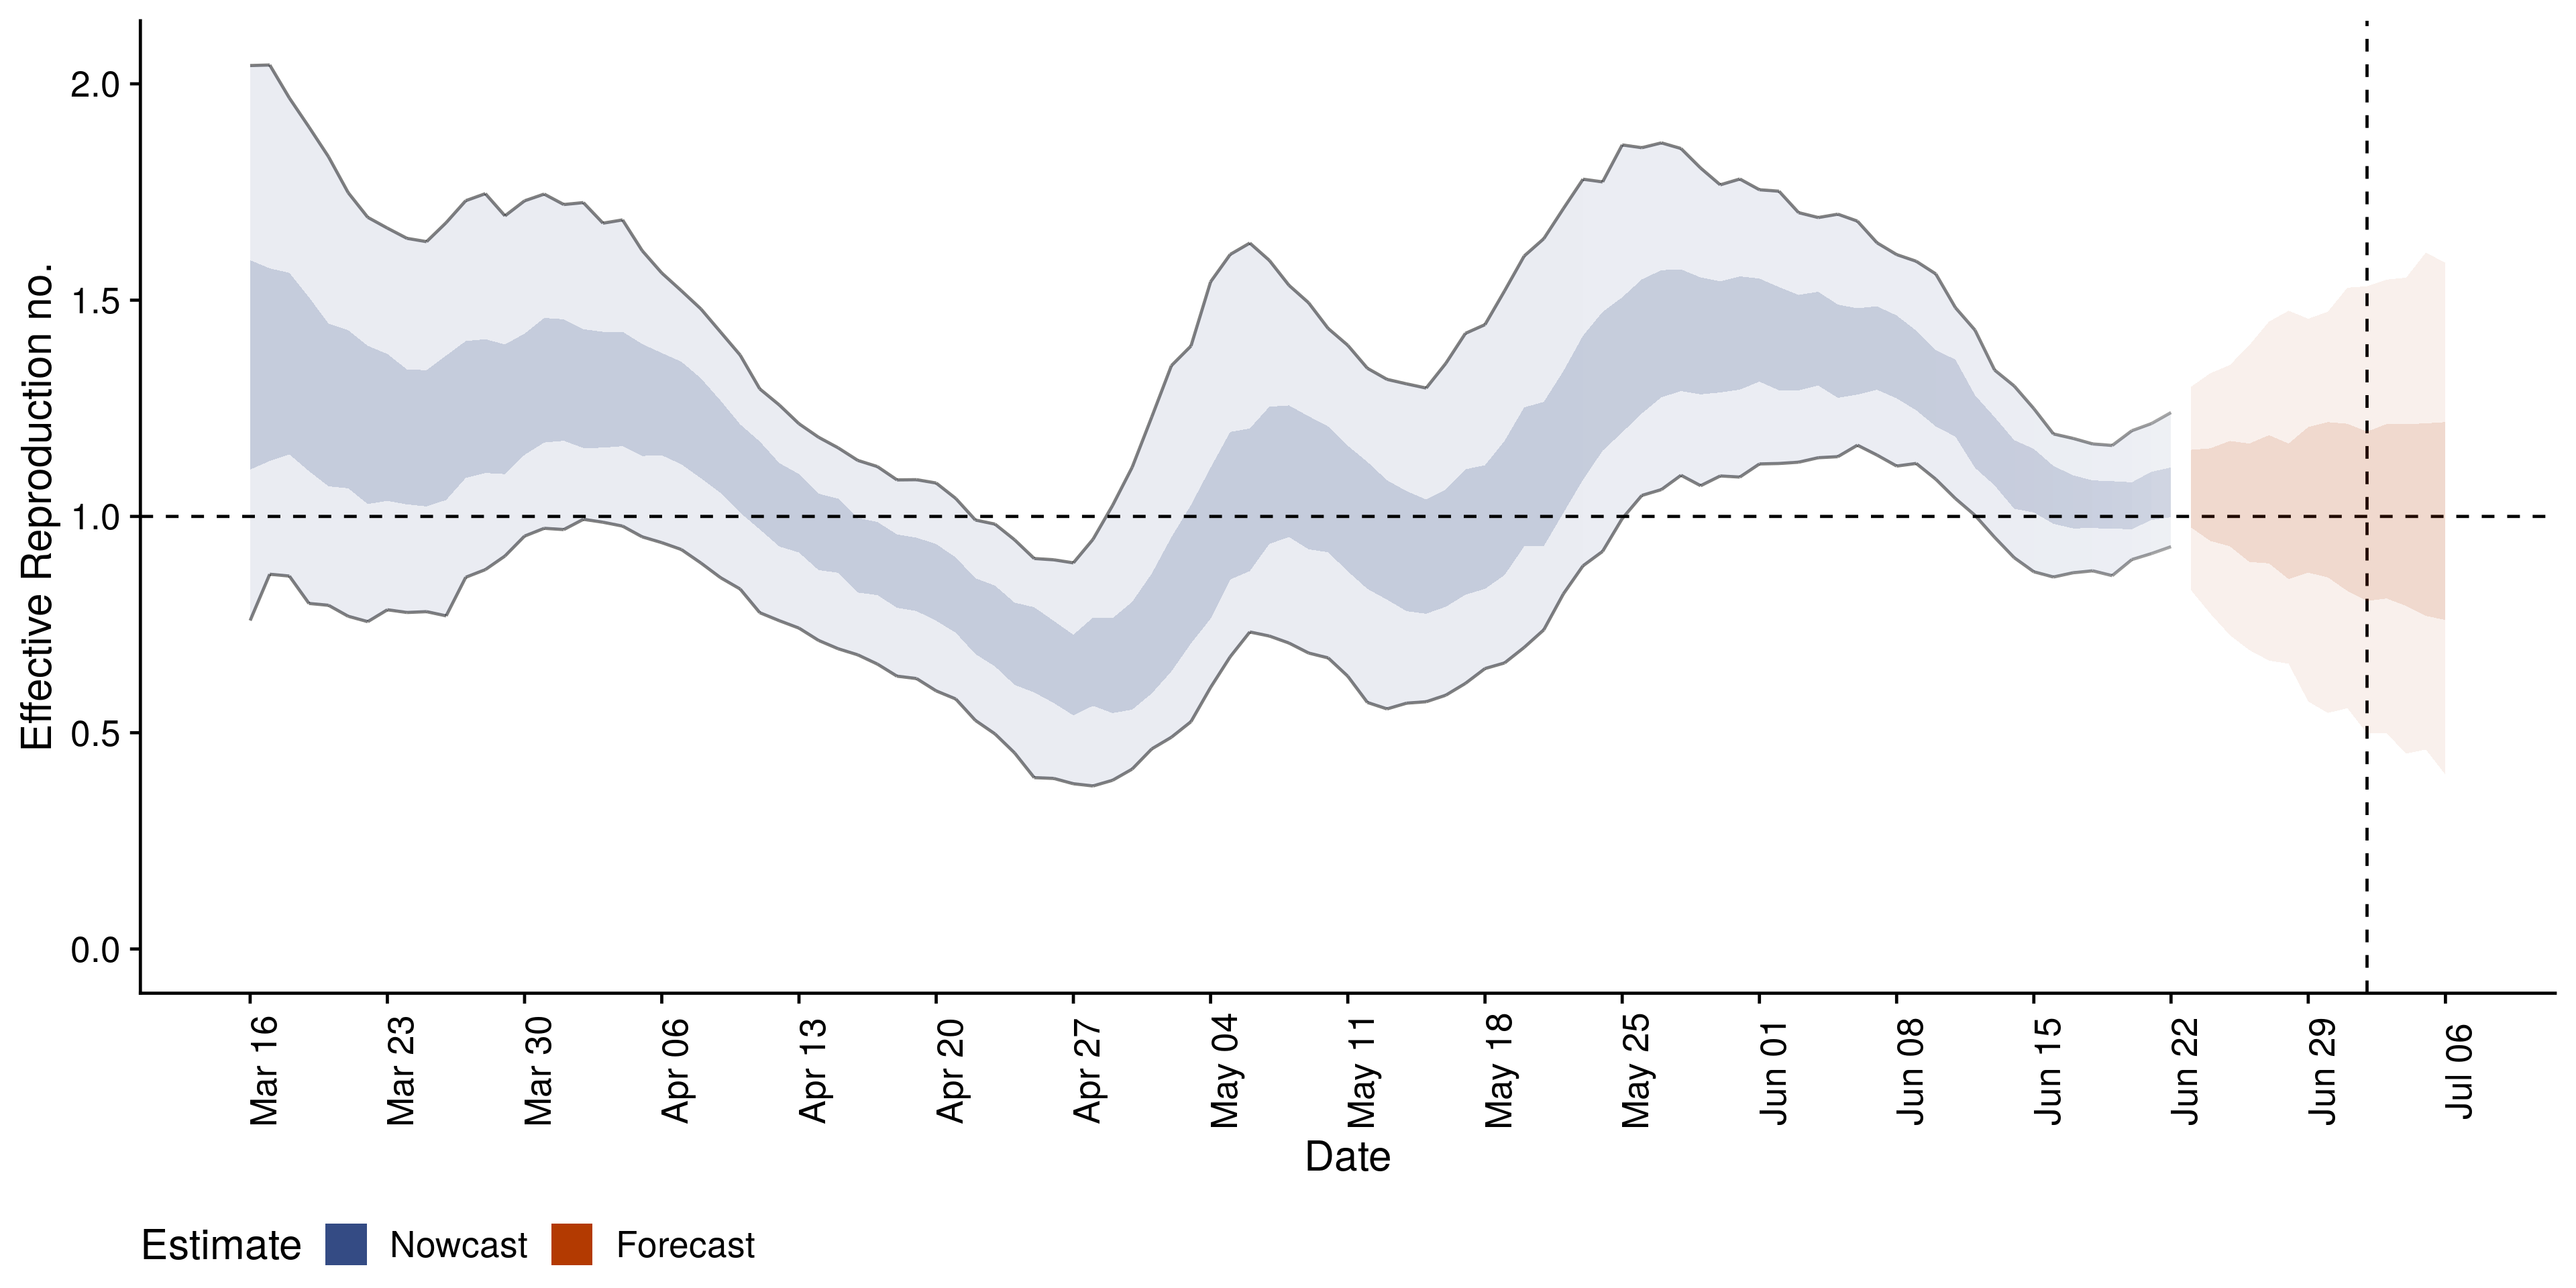 Effective Reproduction no.
2.0
1.5
1.0
0.5
0.0
Mar 16
Mar 23
Mar 30
Apr 06
Apr 13
Apr 20
Apr 27
May 04
May 11
May 18
May 25
Jun 01
Jun 08
Jun 15
Jun 22
Jun 29
Jul 06
Date
Estimate Nowcast Forecast